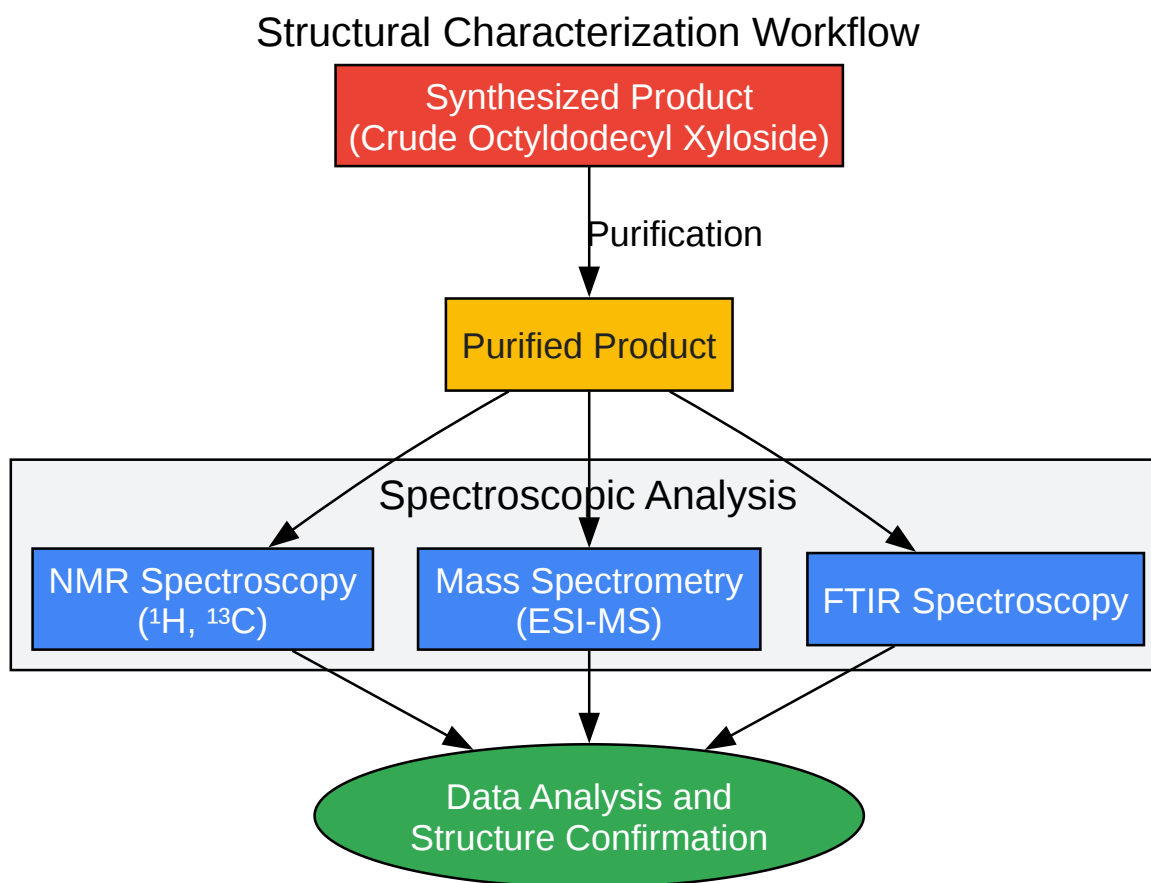 Structural Characterization Workflow
Synthesized Product
(Crude Octyldodecyl Xyloside)
Purification
Purified Product
Spectroscopic Analysis
NMR Spectroscopy
(¹H, ¹³C)
Mass Spectrometry
(ESI-MS)
FTIR Spectroscopy
Data Analysis and
Structure Confirmation